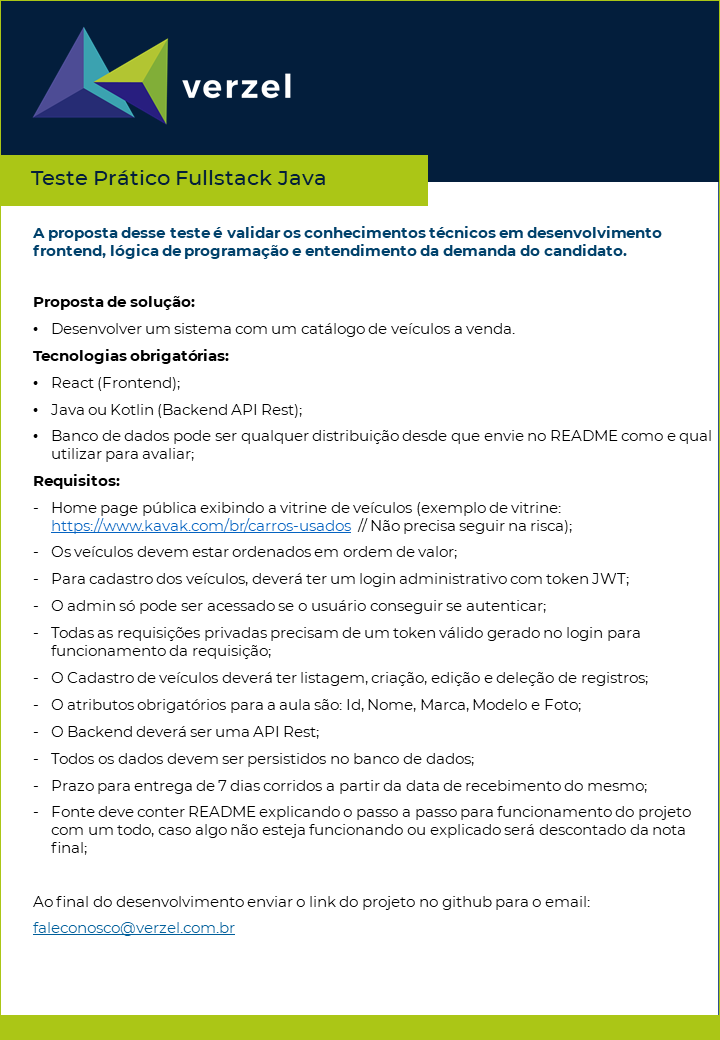 verzel
Teste Prático Fullstack Java
A proposta desse teste é validar os conhecimentos técnicos em desenvolvimento
frontend, lógica de programação e entendimento da demanda do candidato.
Proposta de solução:
• Desenvolver um sistema com um catálogo de veículos a venda.
Tecnologias obrigatórias:
• React (Frontend);
• Java ou Kotlin (Backend API Rest);
• Banco de dados pode ser qualquer distribuição desde que envie no README como e qual
utilizar para avaliar;
Requisitos:
- Home page pública exibindo a vitrine de veículos (exemplo de vitrine:
https://www.kavak.com/br/carros-usados // Não precisa seguir na risca);
- Os veículos devem estar ordenados em ordem de valor;
- Para cadastro dos veículos, deverá ter um login administrativo com token JWT;
- O admin só pode ser acessado se o usuário conseguir se autenticar;
- Todas as requisições privadas precisam de um token válido gerado no login para
funcionamento da requisição;
- O Cadastro de veículos deverá ter listagem, criação, edição e deleção de registros;
- O atributos obrigatórios para a aula são: Id, Nome, Marca, Modelo e Foto;
- O Backend deverá ser uma API Rest;
- Todos os dados devem ser persistidos no banco de dados;
- Prazo para entrega de 7 dias corridos a partir da data de recebimento do mesmo;
- Fonte deve conter README explicando o passo a passo para funcionamento do projeto
com um todo, caso algo não esteja funcionando ou explicado será descontado da nota
final;
Ao final do desenvolvimento enviar o link do projeto no github para o email:
faleconosco@verzel.com.br